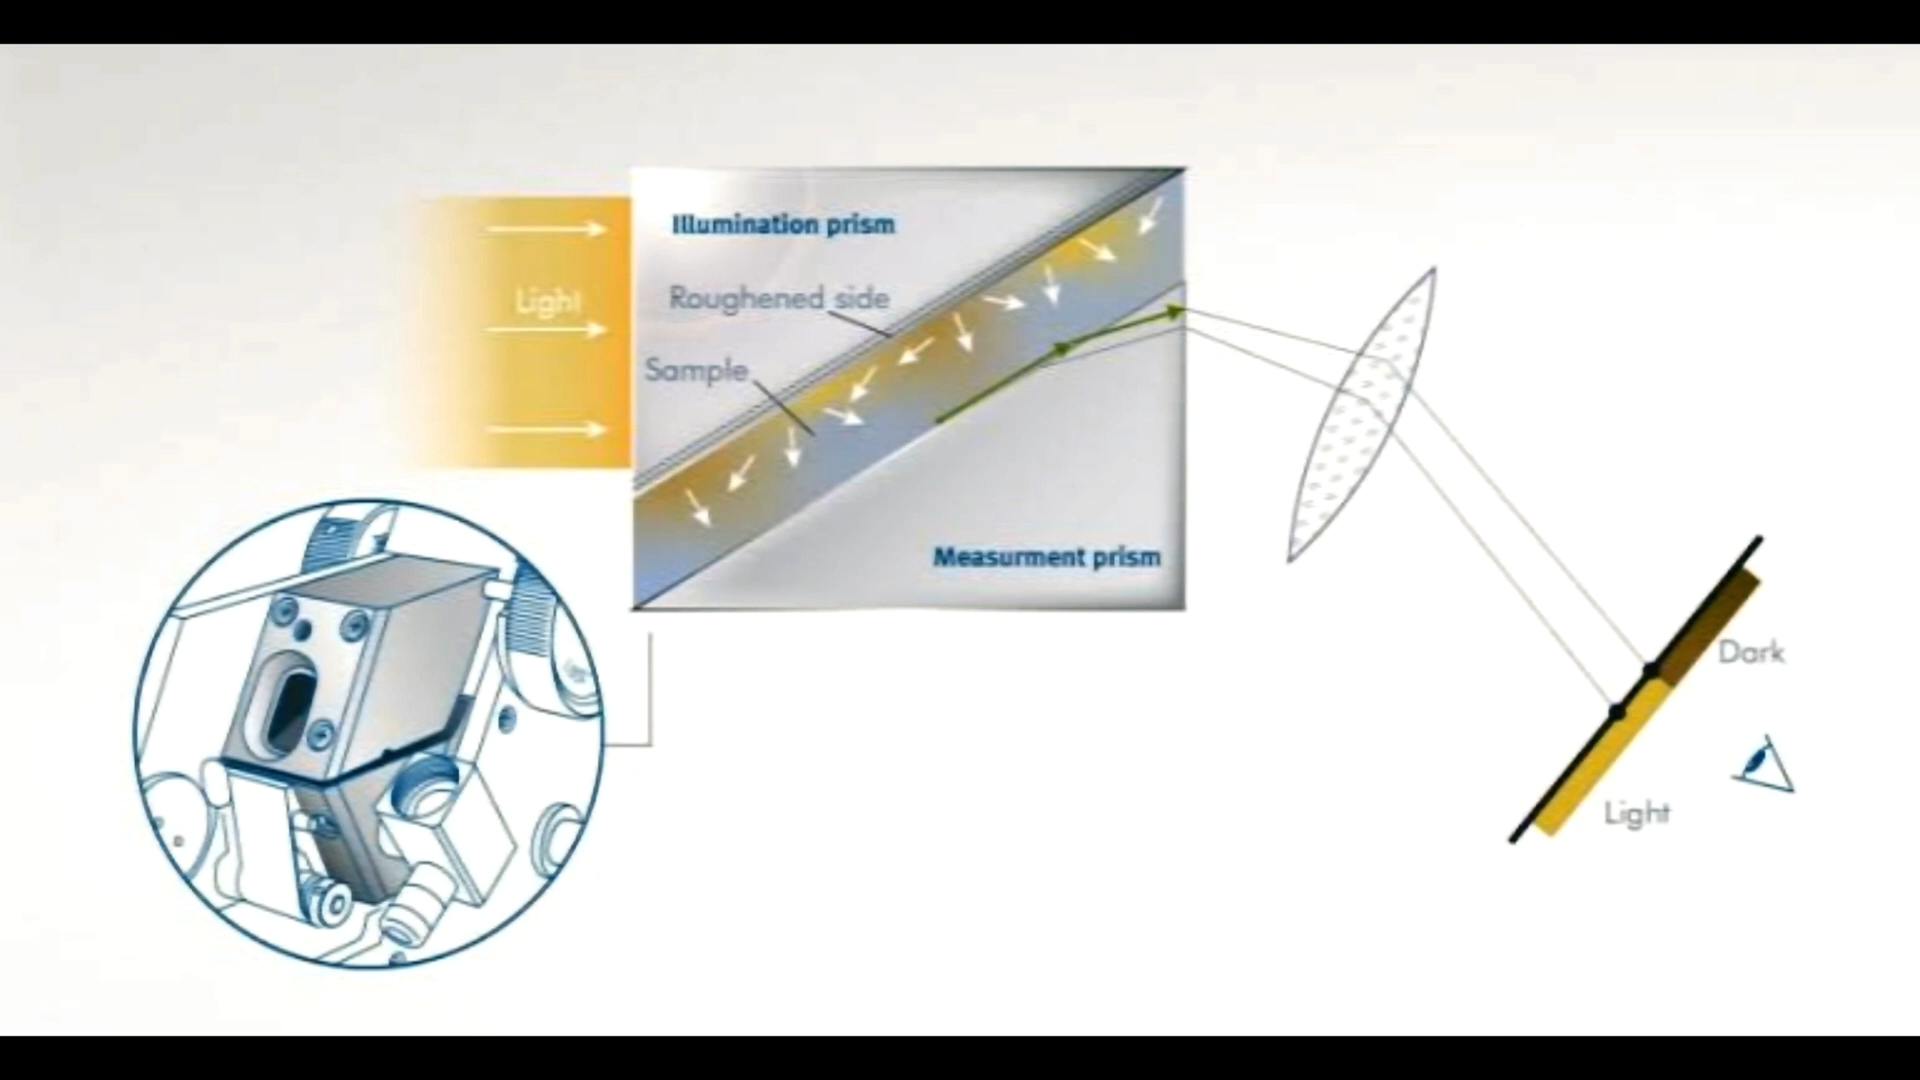 Illumination prism
Light
Roughened side
Sample
Measurment prism
Dark
Light